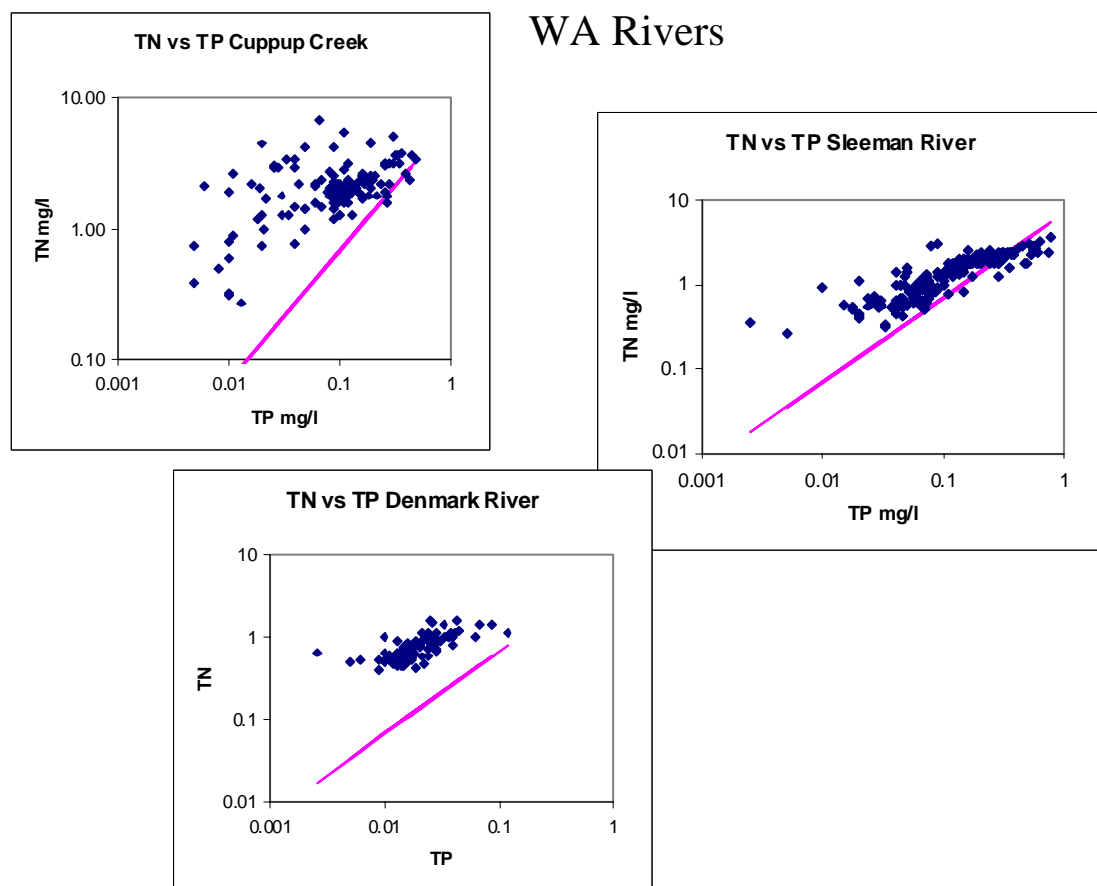 WA Rivers
TN vs TP Cuppup Creek
10.00
1.00
0.10
TN mg/l
0.001 0.01 0.1 1
TP mg/l
TN vs TP Sleeman River
10
1
0.1
0.01
TN mg/l
0.001 0.01 0.1 1
TP mg/l
TN vs TP Denmark River
10
1
0.1
0.01
TN
0.001 0.01 0.1 1
TP